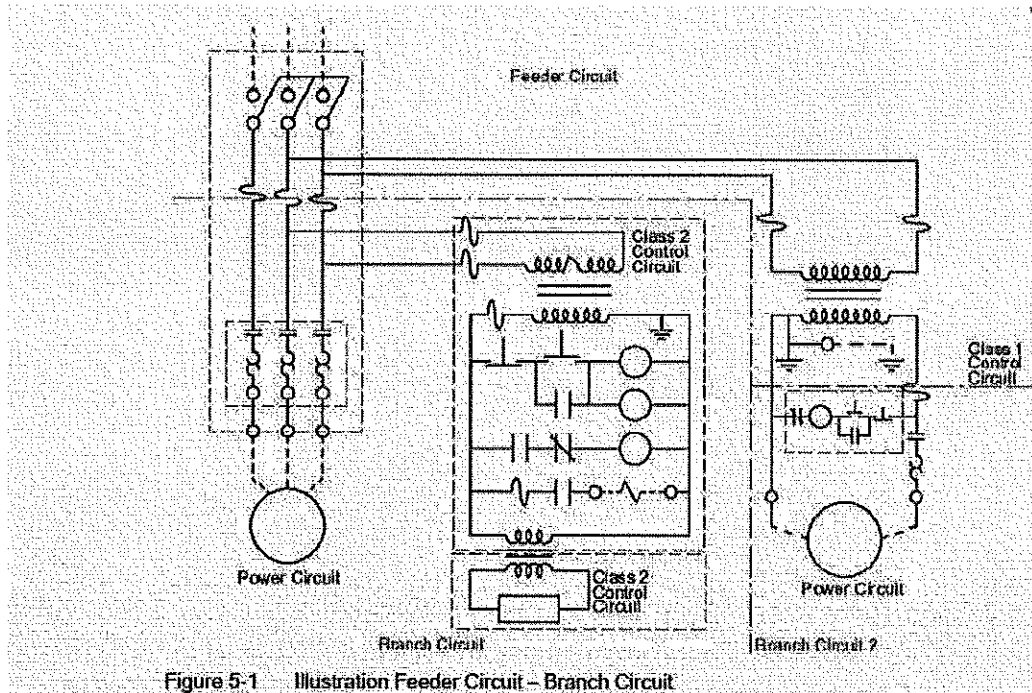 Feeder Circuit
Class 2
Control
Circuit
Class 1
Control
Circuit
Power Circuit
Class 2
Control
Circuit
Power Circuit
Branch Circuit
Branch Circuit 2
Figure 5-1 Illustration Feeder Circuit – Branch Circuit